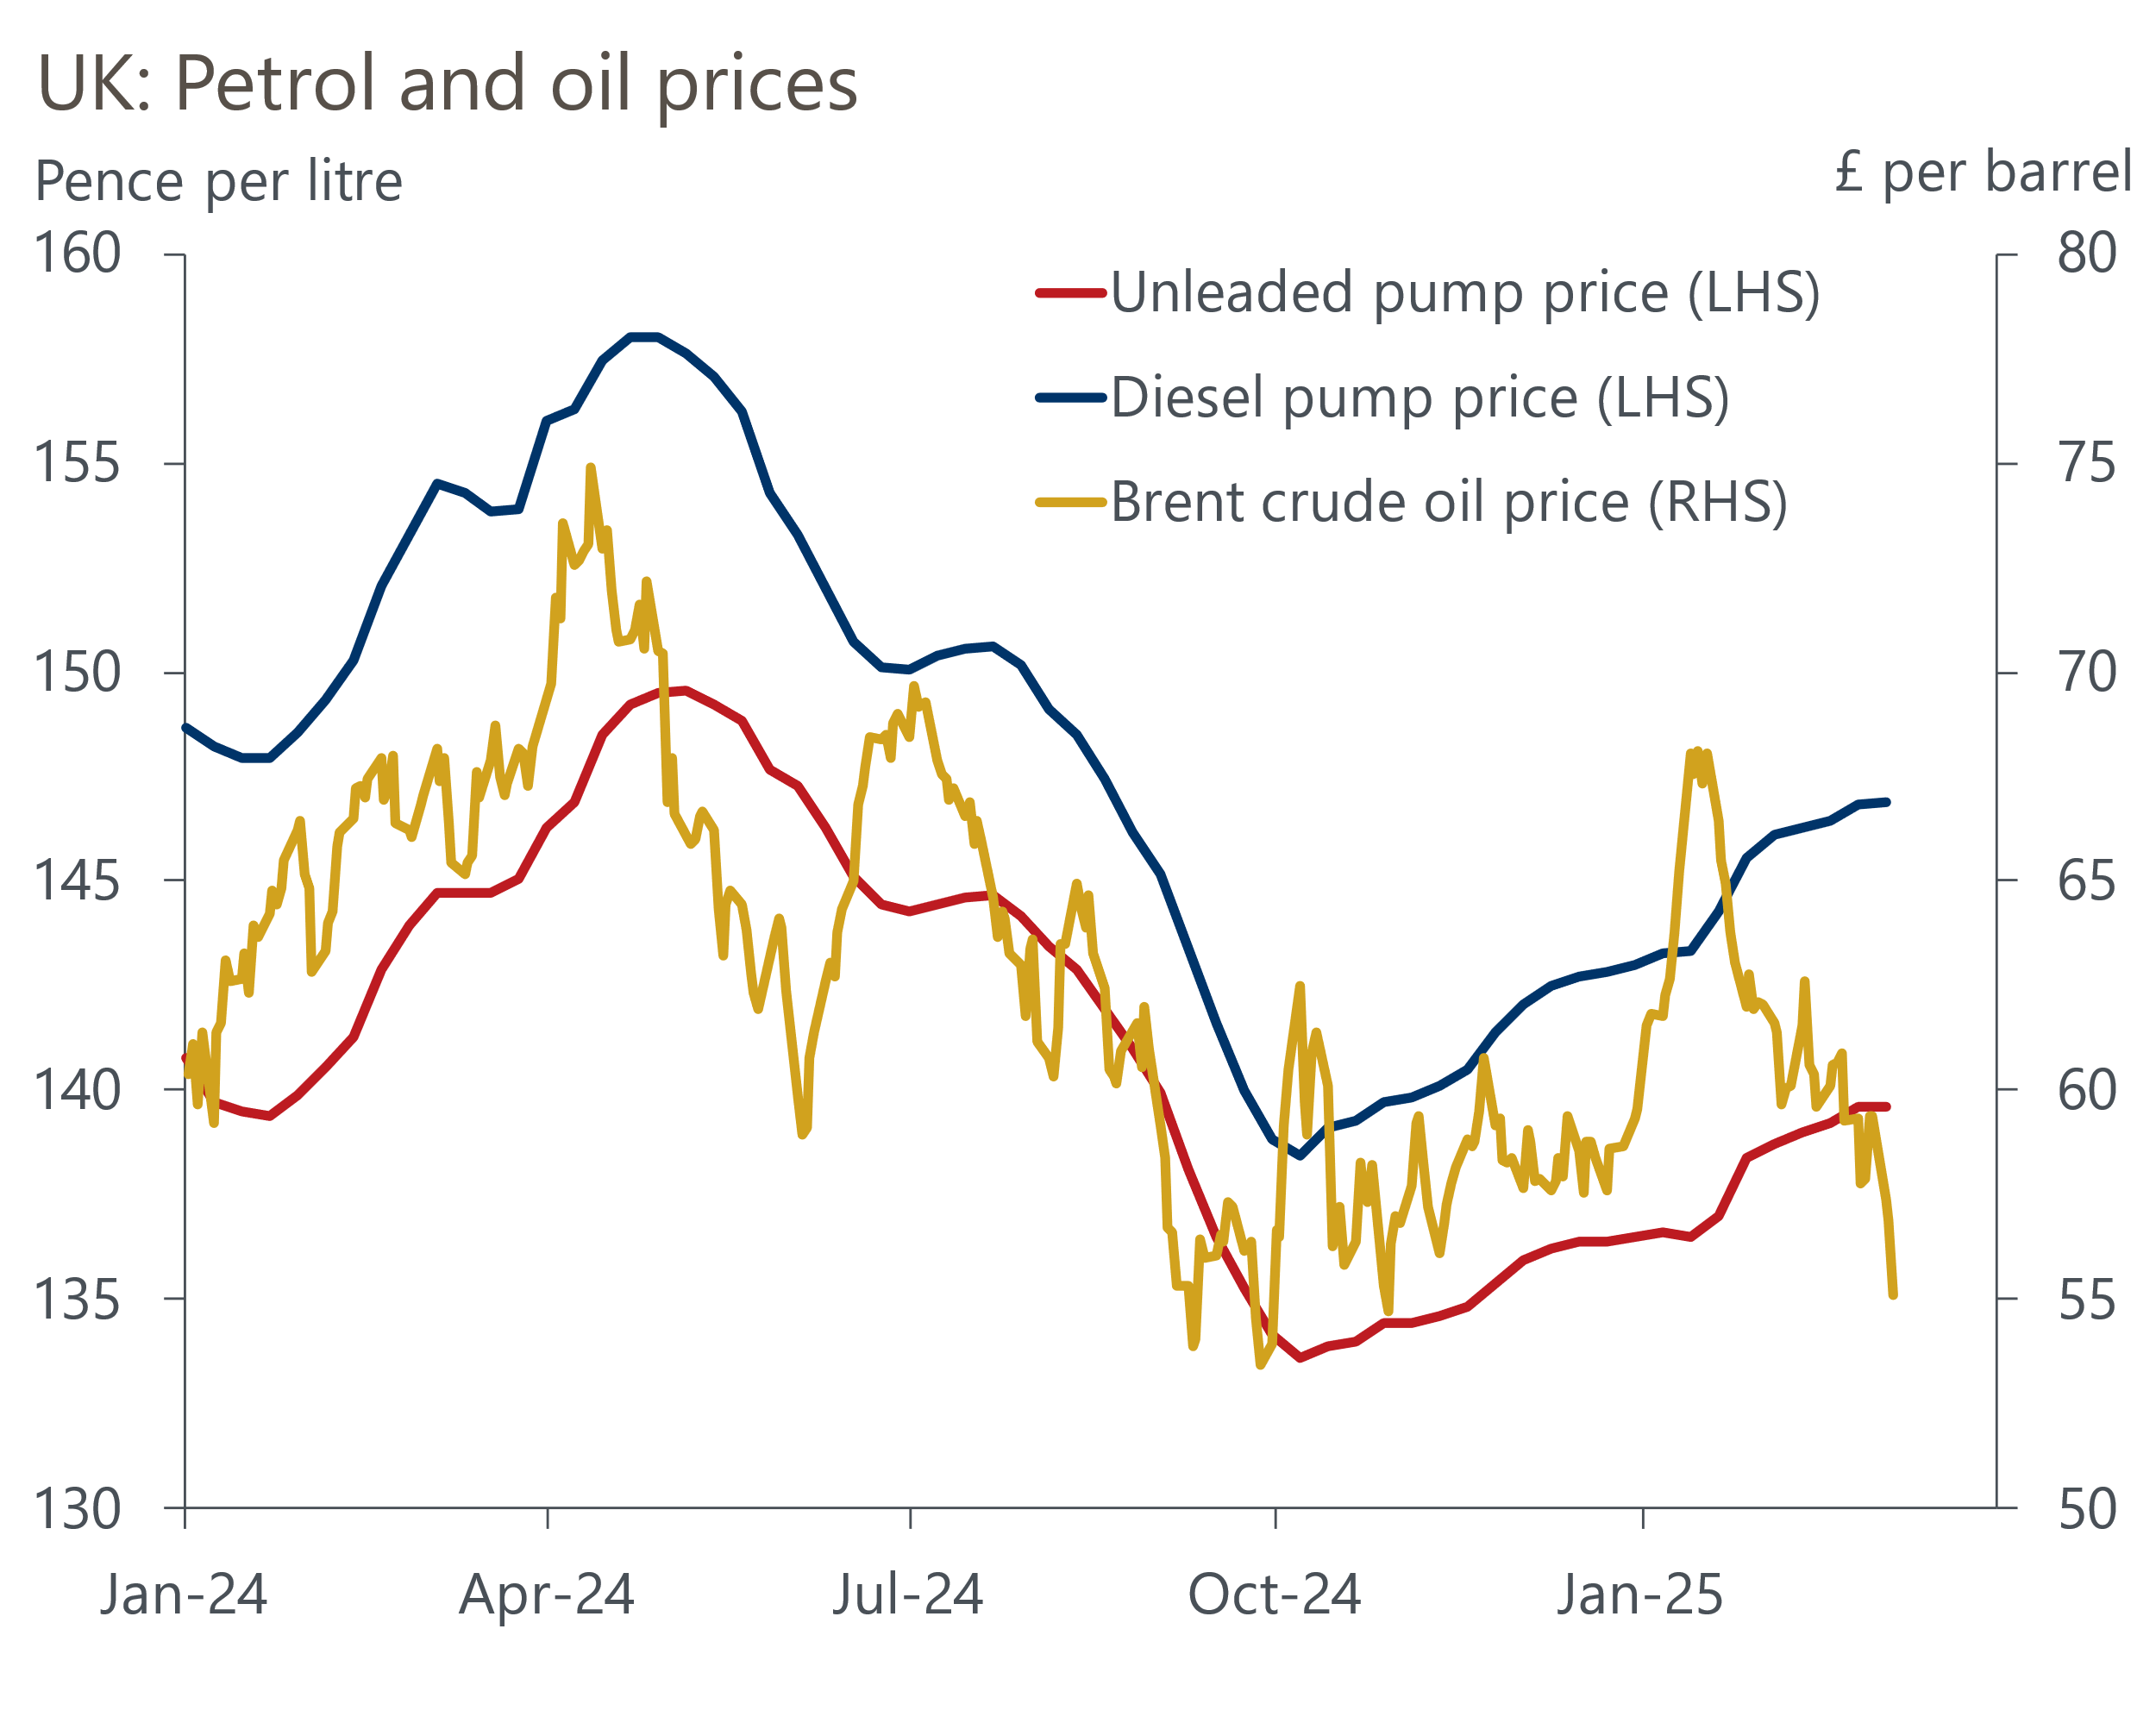 UK: Petrol and oil prices
Pence per litre
£ per barrel
160
80
Unleaded pump price (LHS)
Diesel pump price (LHS)
155
75
Brent crude oil price (RHS)
150
70
145
65
140
60
135
55
130
50
Jan-24
Apr-24
Jul-24
Oct-24
Jan-25